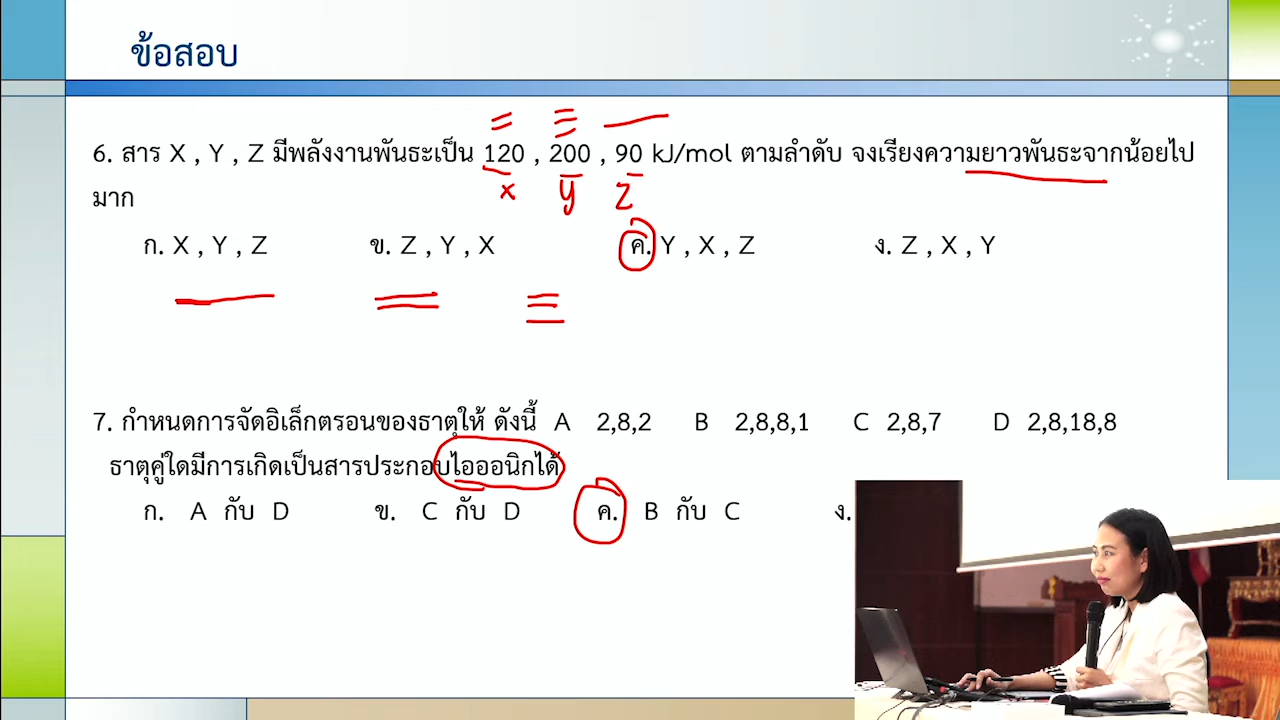 ข้อสอบ
6. สาร X , Y , Z มีพลังงานพันธะเป็น 120 , 200 , 90 kJ/mol ตามลำดับ จงเรียงความยาวพันธะจากน้อยไป
x y z
มาก
ก. X , Y , Z ข. Z , Y , X ค. Y , X , Z ง. Z , X , Y
7. กำหนดการจัดอิเล็กตรอนของธาตุให้ ดังนี้ A 2,8,2 B 2,8,8,1 C 2,8,7 D 2,8,18,8
ธาตุคู่ใดมีการเกิดเป็นสารประกอบไอออนิกได้
ก. A กับ D ข. C กับ D ค. B กับ C ง.